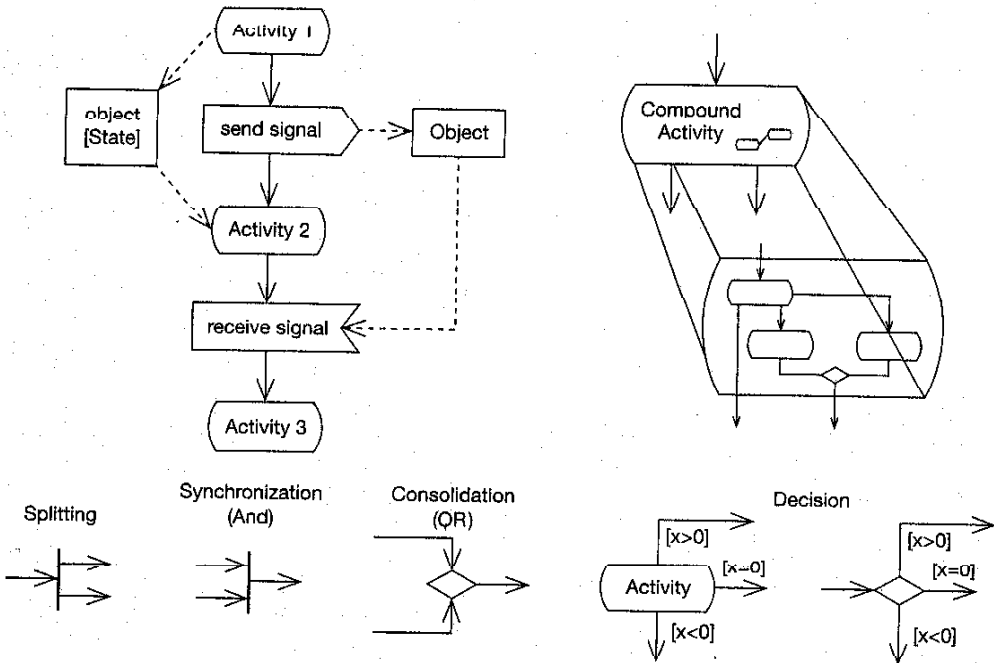 Activity 1
object
[State]
send signal
Object
Activity 2
receive signal
Activity 3
Compound
Activity
Splitting
Synchronization
(And)
Consolidation
(OR)
Decision
[x>0]
[x=0]
Activity
[x<0]
[x>0]
[x=0]
[x<0]